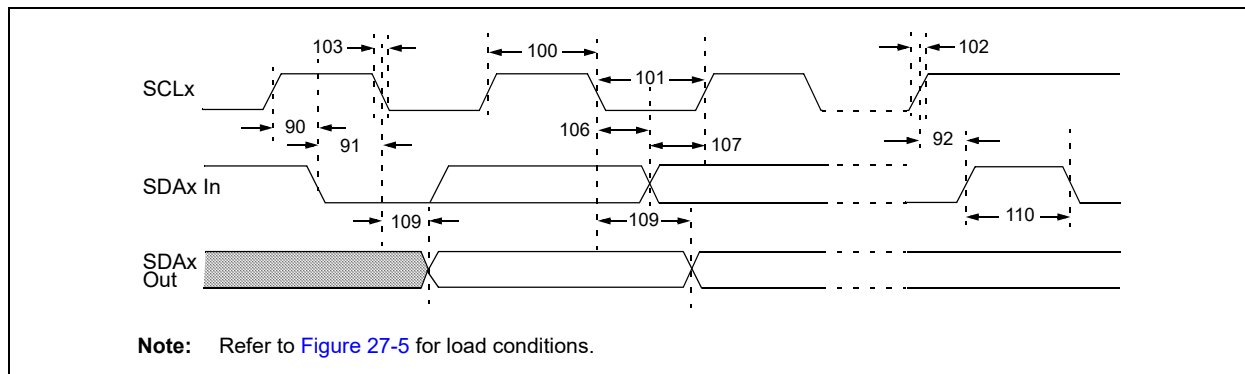 103
100
102
SCLx
101
90
106
91
107
92
SDAx In
109
109
110
SDAx
Out
Note: Refer to Figure 27-5 for load conditions.